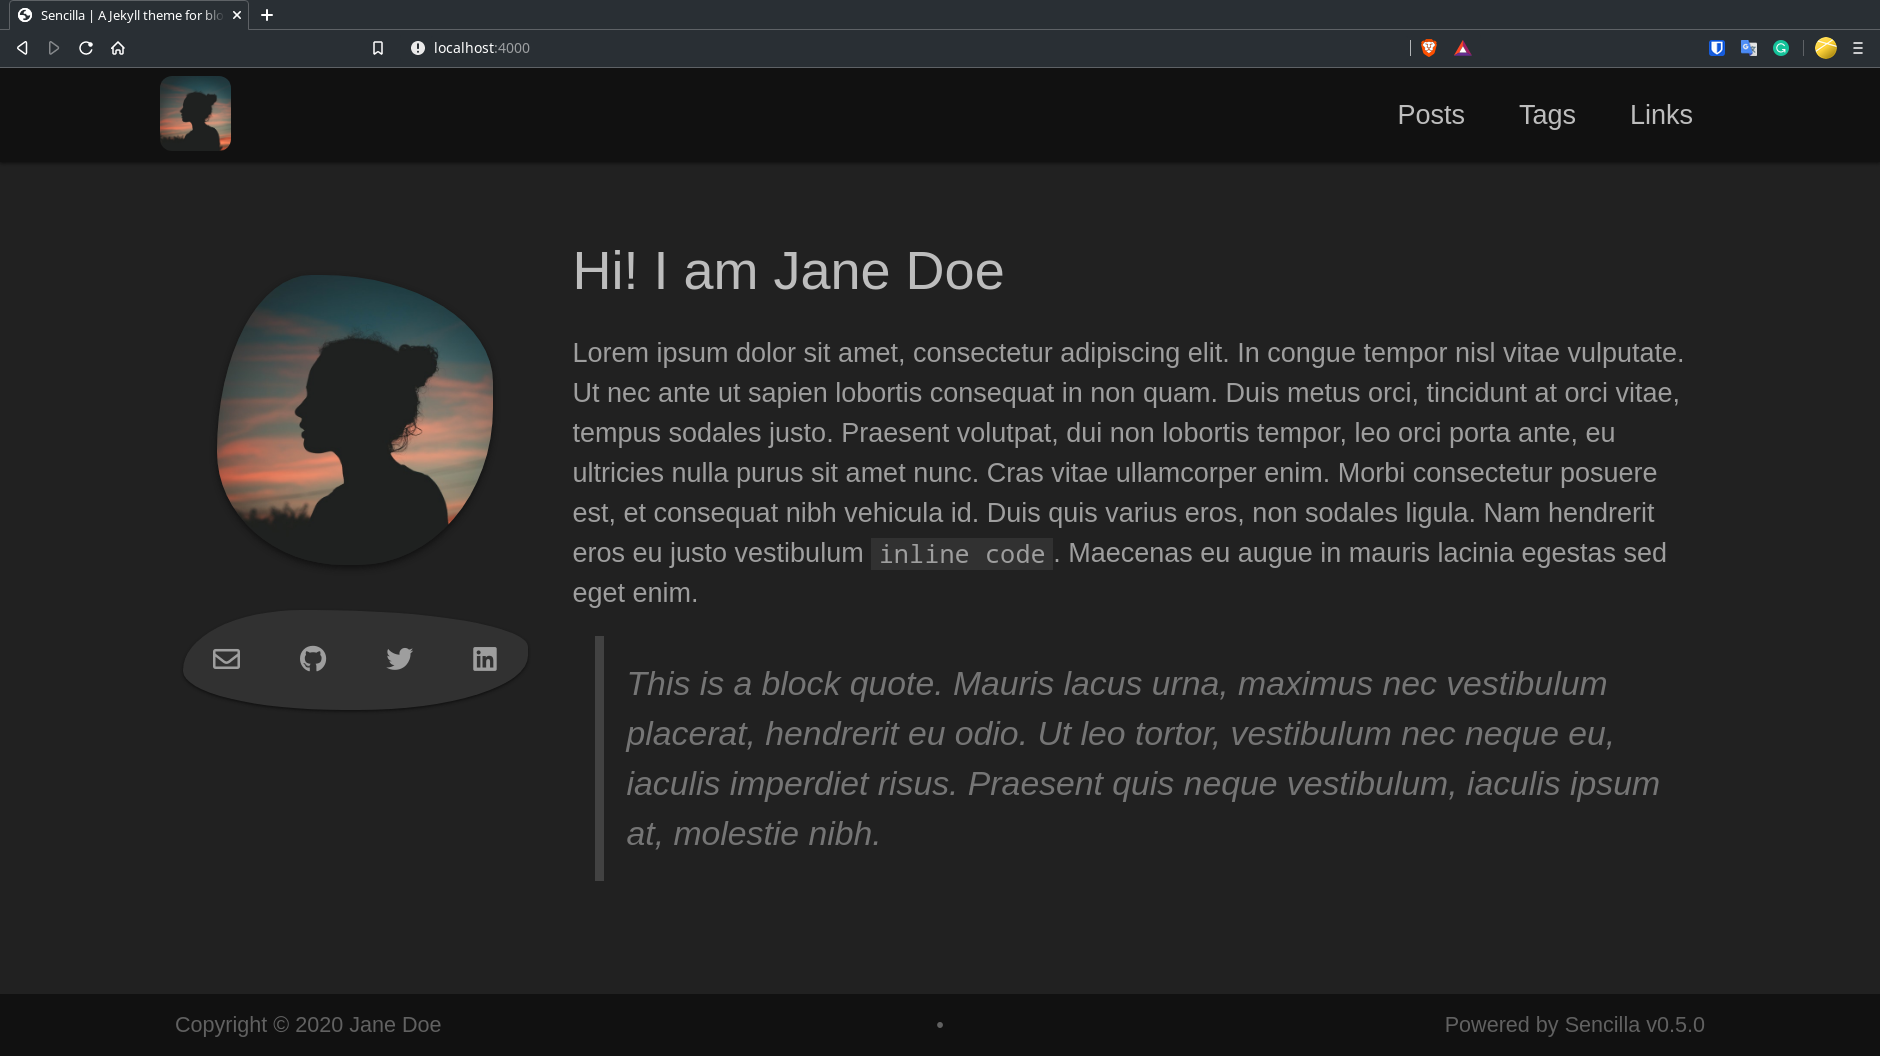 Sencilla | A Jekyll theme for blo
localhost:4000
Posts Tags Links
Hi! I am Jane Doe
Lorem ipsum dolor sit amet, consectetur adipiscing elit. In congue tempor nisl vitae vulputate.
Ut nec ante ut sapien lobortis consequat in non quam. Duis metus orci, tincidunt at orci vitae,
tempus sodales justo. Praesent volutpat, dui non lobortis tempor, leo orci porta ante, eu
ultricies nulla purus sit amet nunc. Cras vitae ullamcorper enim. Morbi consectetur posuere
est, et consequat nibh vehicula id. Duis quis varius eros, non sodales ligula. Nam hendrerit
eros eu justo vestibulum inline code. Maecenas eu augue in mauris lacinia egestas sed
eget enim.
This is a block quote. Mauris lacus urna, maximus nec vestibulum
placerat, hendrerit eu odio. Ut leo tortor, vestibulum nec neque eu,
iaculis imperdiet risus. Praesent quis neque vestibulum, iaculis ipsum
at, molestie nibh.
Copyright © 2020 Jane Doe • Powered by Sencilla v0.5.0